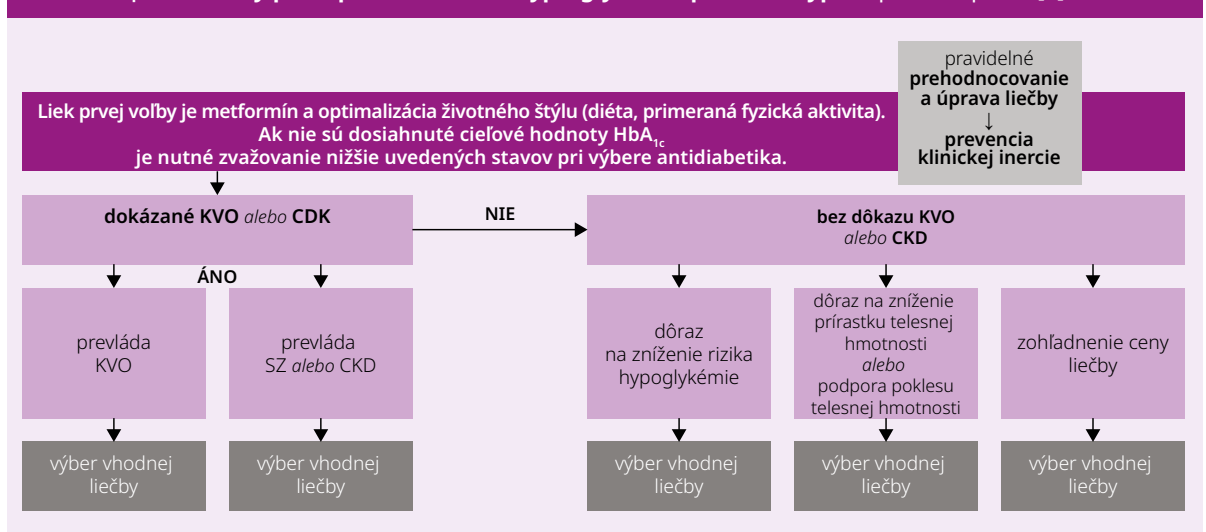 pravidelné
prehodnocovanie
a úprava liečby
↓
prevencia
klinickej inercie
Liek prvej voľby je metformín a optimalizácia životného štýlu (diéta, primeraná fyzická aktivita).
Ak nie sú dosiahnuté cieľové hodnoty HbA1c
je nutné zvažovanie nižšie uvedených stavov pri výbere antidiabetika.
dokázané KVO alebo CDK
NIE
bez dôkazu KVO
alebo CKD
ÁNO
prevláda
KVO
prevláda
SZ alebo CKD
dôraz
na zníženie rizika
hypoglykémie
dôraz na zníženie
prírastku telesnej
hmotnosti
alebo
podpora poklesu
telesnej hmotnosti
zohľadnenie ceny
liečby
výber vhodnej
liečby
výber vhodnej
liečby
výber vhodnej
liečby
výber vhodnej
liečby
výber vhodnej
liečby